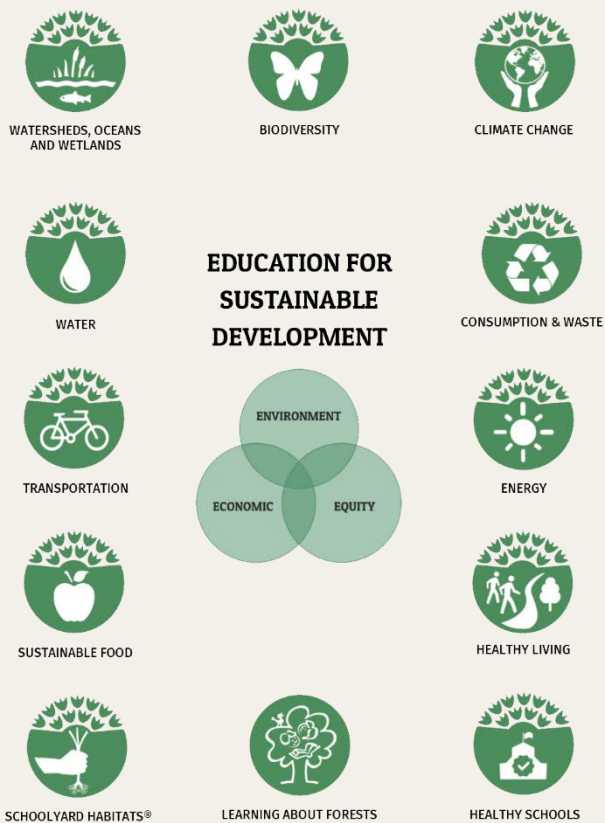 WATERSHEDS, OCEANS
AND WETLANDS
BIODIVERSITY
CLIMATE CHANGE
WATER
EDUCATION FOR
SUSTAINABLE
DEVELOPMENT
CONSUMPTION & WASTE
TRANSPORTATION
ENVIRONMENT
ECONOMIC
EQUITY
ENERGY
SUSTAINABLE FOOD
HEALTHY LIVING
SCHOOLYARD HABITATS®
LEARNING ABOUT FORESTS
HEALTHY SCHOOLS